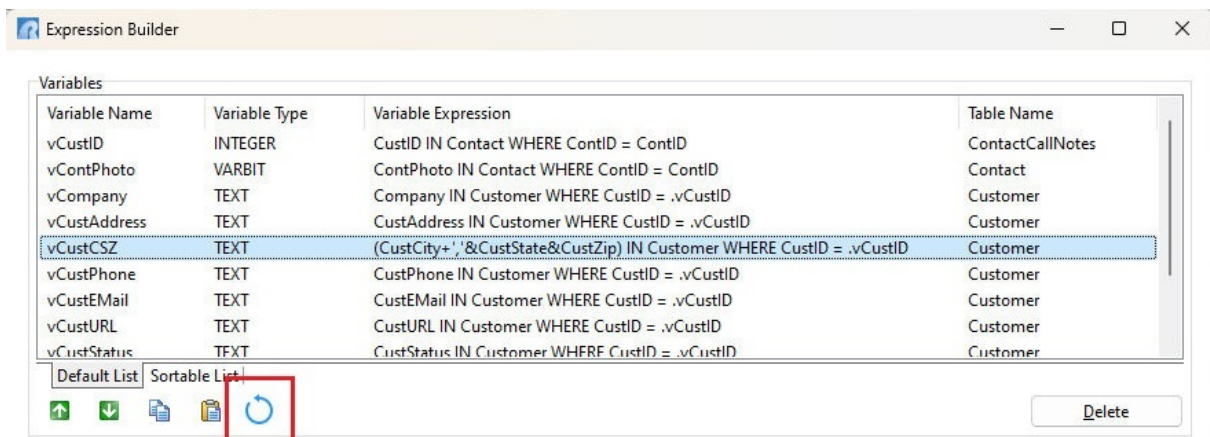 Expression Builder
Variables
Variable Name Variable Type Variable Expression Table Name
vCustID INTEGER CustID IN Contact WHERE ContID = ContID ContactCallNotes
vContPhoto VARBIT ContPhoto IN Contact WHERE ContID = ContID Contact
vCompany TEXT Company IN Customer WHERE CustID = .vCustID Customer
vCustAddress TEXT CustAddress IN Customer WHERE CustID = .vCustID Customer
vCustCSZ TEXT (CustCity+','&CustState&CustZip) IN Customer WHERE CustID = .vCustID Customer
vCustPhone TEXT CustPhone IN Customer WHERE CustID = .vCustID Customer
vCustEMail TEXT CustEMail IN Customer WHERE CustID = .vCustID Customer
vCustURL TEXT CustURL IN Customer WHERE CustID = .vCustID Customer
vCustStatus TEXT CustStatus IN Customer WHERE CustID = .vCustID Customer
Default List Sortable List
Delete